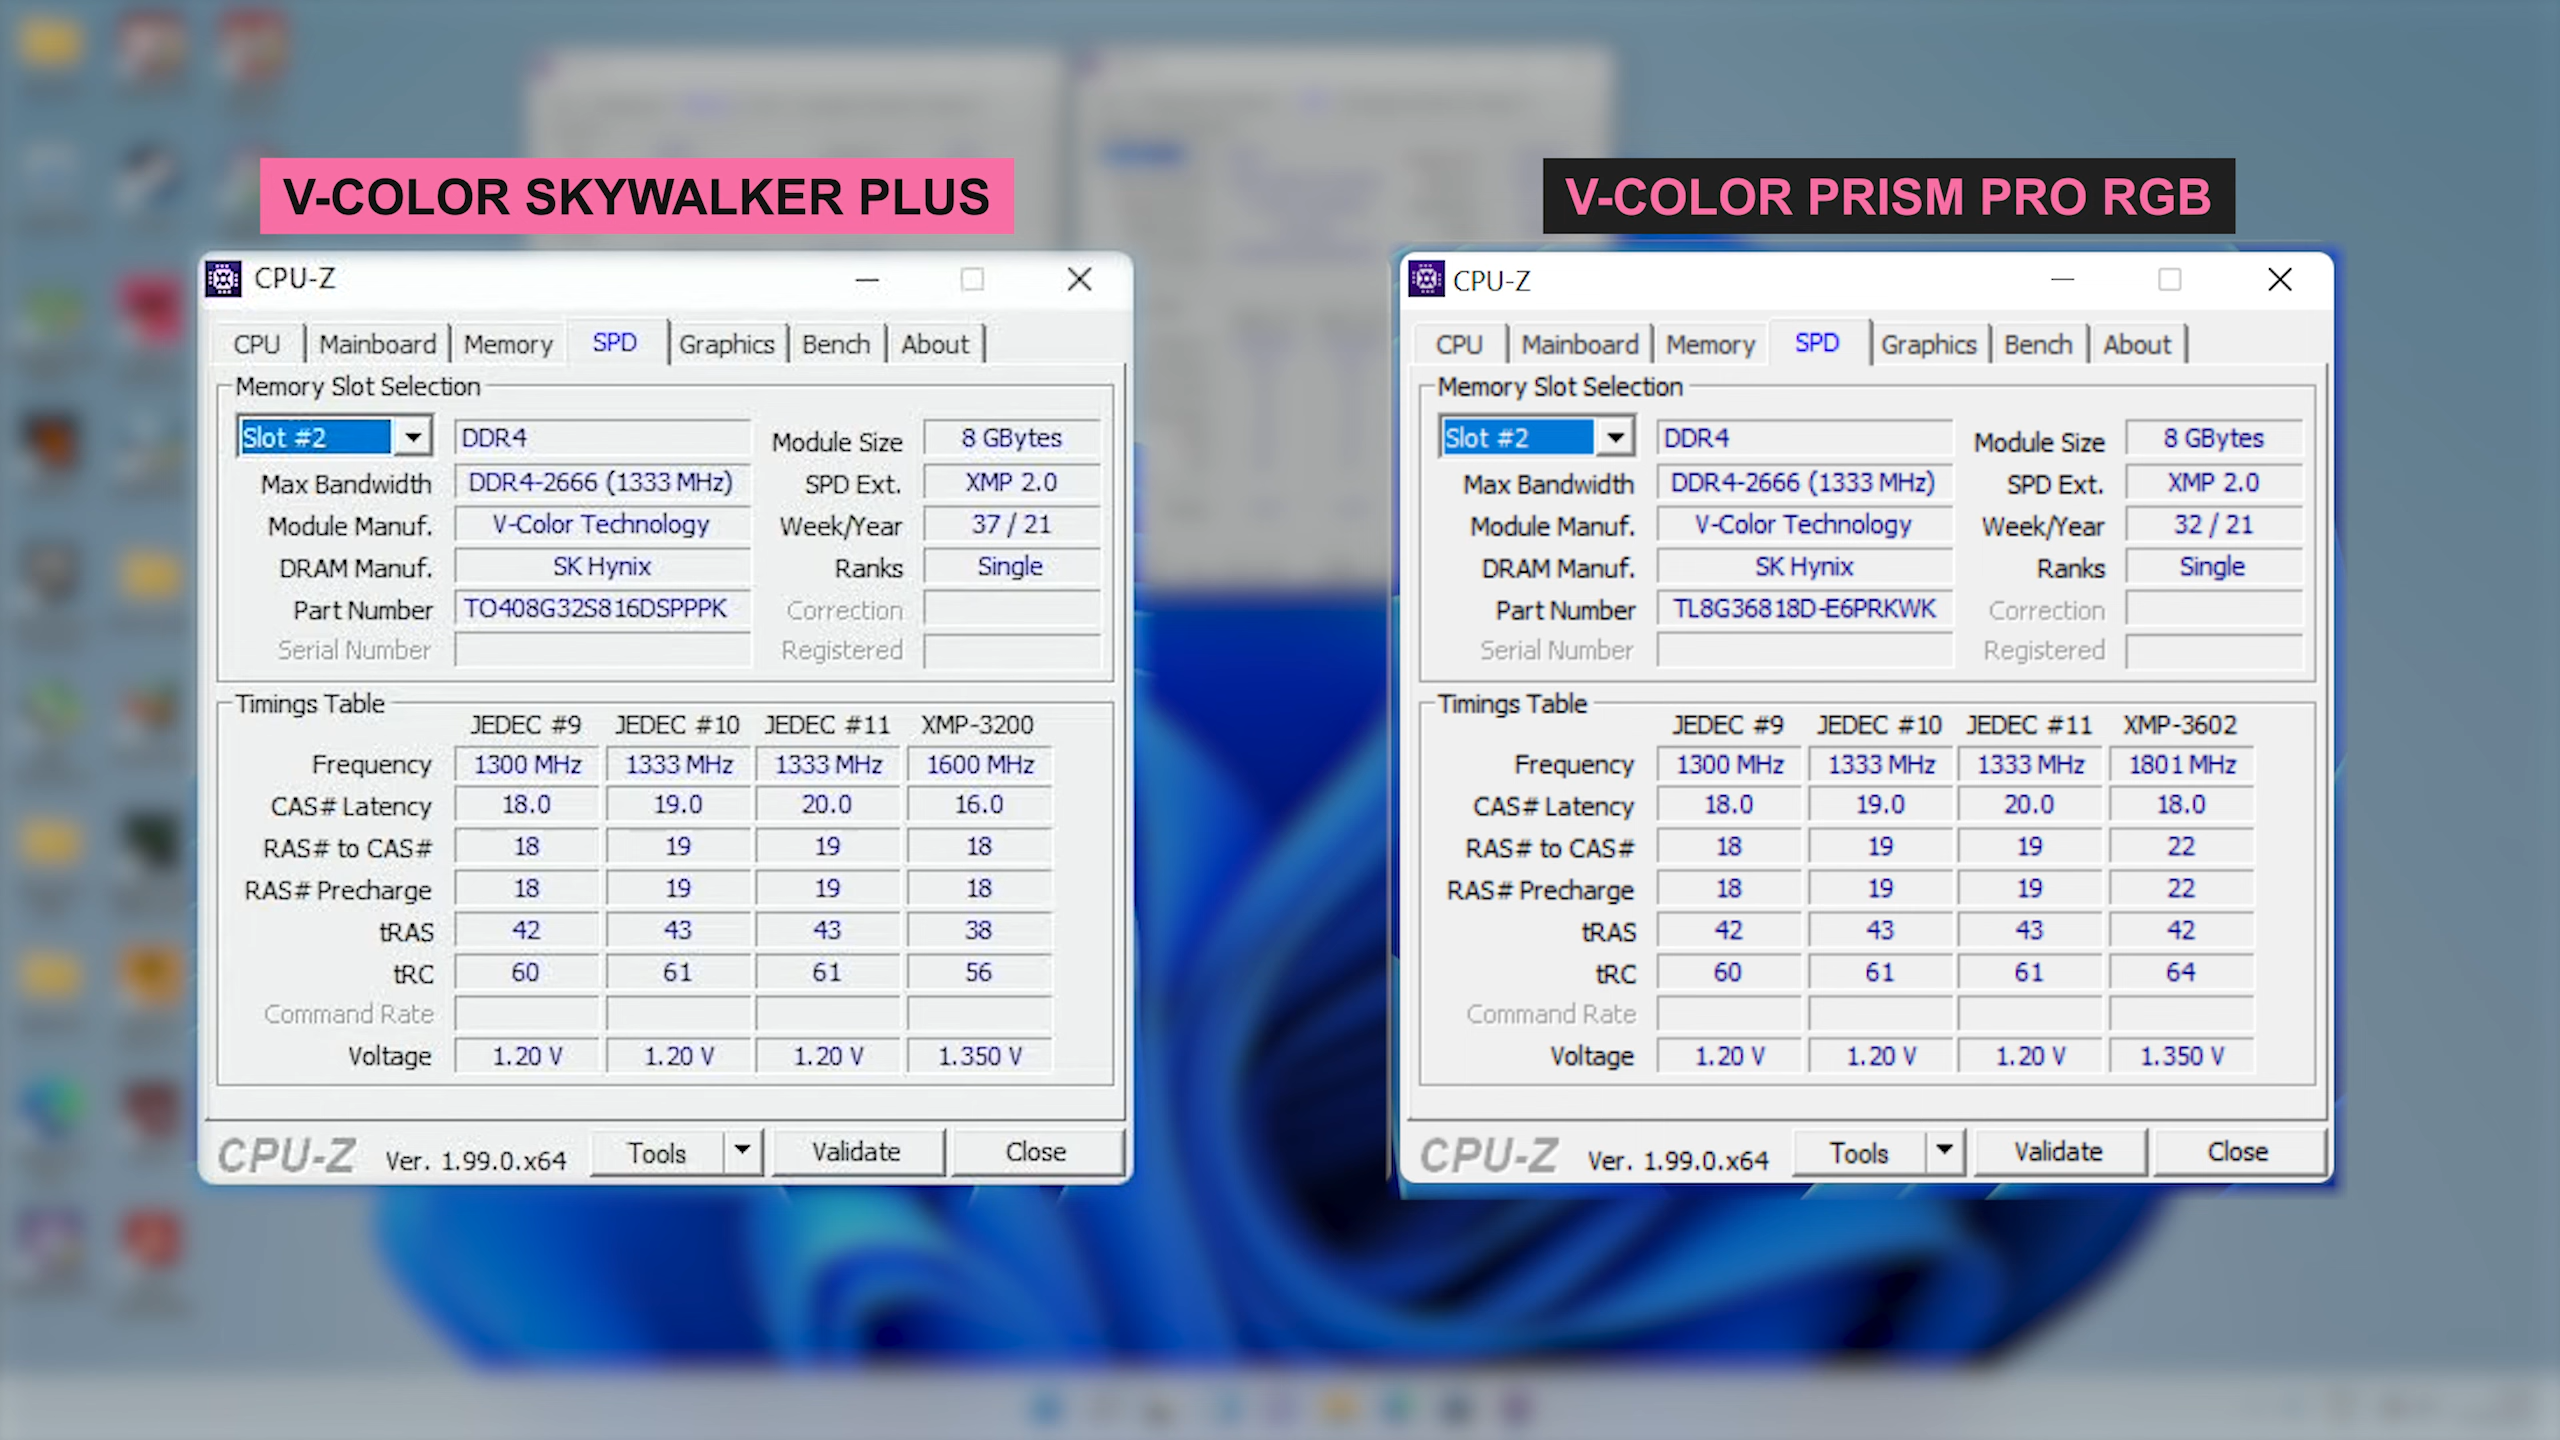 V-COLOR SKYWALKER PLUS
CPU-Z
CPU Mainboard Memory SPD Graphics Bench About
Memory Slot Selection
Slot #2 DDR4 Module Size 8 GBytes
Max Bandwidth DDR4-2666 (1333 MHz) SPD Ext. XMP 2.0
Module Manuf. V-Color Technology Week/Year 37 / 21
DRAM Manuf. SK Hynix Ranks Single
Part Number TO408G32S816DSPPPK Correction
Serial Number Registered
Timings Table
JEDEC #9 JEDEC #10 JEDEC #11 XMP-3200
Frequency 1300 MHz 1333 MHz 1333 MHz 1600 MHz
CAS# Latency 18.0 19.0 20.0 16.0
RAS# to CAS# 18 19 19 18
RAS# Precharge 18 19 19 18
tRAS 42 43 43 38
tRC 60 61 61 56
Command Rate
Voltage 1.20 V 1.20 V 1.20 V 1.350 V
CPU-Z Ver. 1.99.0.x64 Tools Validate Close
V-COLOR PRISM PRO RGB
CPU-Z
CPU Mainboard Memory SPD Graphics Bench About
Memory Slot Selection
Slot #2 DDR4 Module Size 8 GBytes
Max Bandwidth DDR4-2666 (1333 MHz) SPD Ext. XMP 2.0
Module Manuf. V-Color Technology Week/Year 32 / 21
DRAM Manuf. SK Hynix Ranks Single
Part Number TL8G36818D-E6PRKWK Correction
Serial Number Registered
Timings Table
JEDEC #9 JEDEC #10 JEDEC #11 XMP-3602
Frequency 1300 MHz 1333 MHz 1333 MHz 1801 MHz
CAS# Latency 18.0 19.0 20.0 18.0
RAS# to CAS# 18 19 19 22
RAS# Precharge 18 19 19 22
tRAS 42 43 43 42
tRC 60 61 61 64
Command Rate
Voltage 1.20 V 1.20 V 1.20 V 1.350 V
CPU-Z Ver. 1.99.0.x64 Tools Validate Close